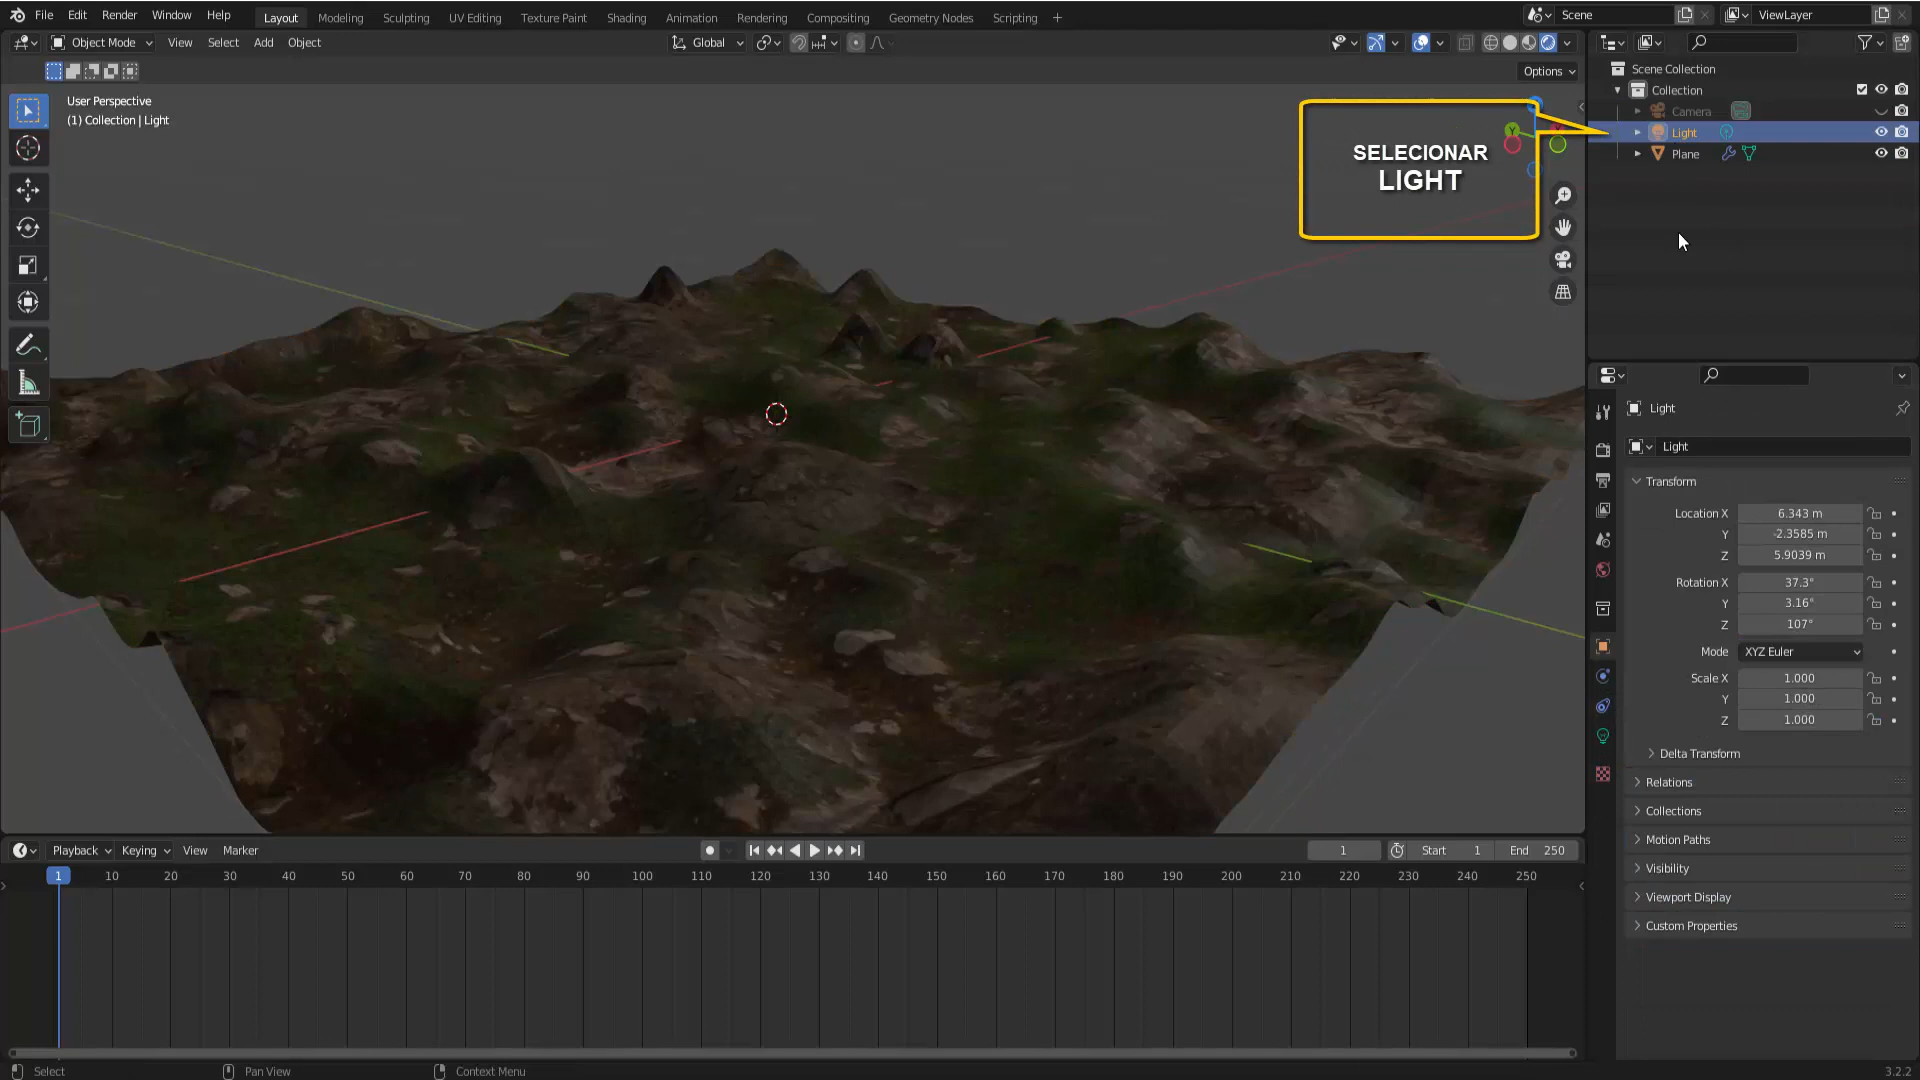 File Edit Render Window Help Layout Modeling Sculpting UV Editing Texture Paint Shading Animation Rendering Compositing Geometry Nodes Scripting + Scene ViewLayer
Object Mode View Select Add Object Global
Options
User Perspective
(1) Collection | Light
SELECIONAR
LIGHT
Y
Scene Collection
Collection
Camera
Light
Plane
Light
Light
Transform
Location X 6.343 m
Y -2.3585 m
Z 5.9039 m
Rotation X 37.3°
Y 3.16°
Z 107°
Mode XYZ Euler
Scale X 1.000
Y 1.000
Z 1.000
Delta Transform
Relations
Collections
Motion Paths
Visibility
Viewport Display
Custom Properties
Playback Keying View Marker 1 Start 1 End 250
1 10 20 30 40 50 60 70 80 90 100 110 120 130 140 150 160 170 180 190 200 210 220 230 240 250
Select Pan View Context Menu 3.2.2